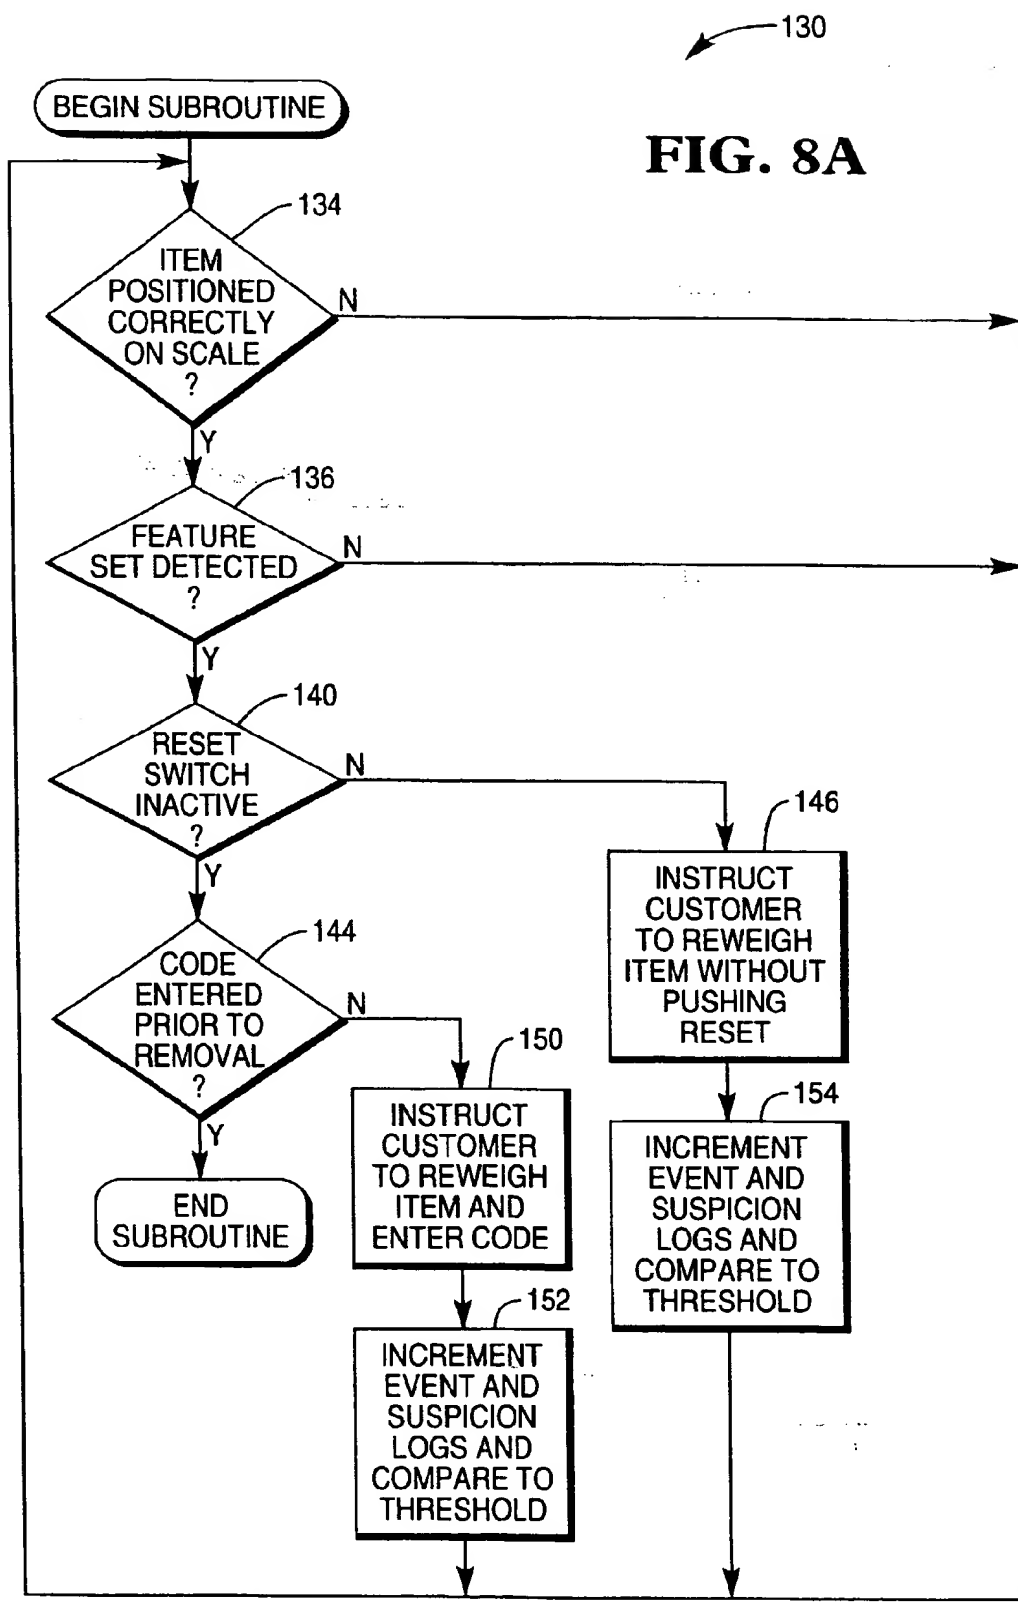 130
BEGIN SUBROUTINE
FIG. 8A
134
ITEM
POSITIONED
CORRECTLY
ON SCALE
?
N
Y
136
FEATURE
SET DETECTED
?
N
Y
140
RESET
SWITCH
INACTIVE
?
N
Y
146
INSTRUCT
CUSTOMER
TO REWEIGH
ITEM WITHOUT
PUSHING
RESET
144
CODE
ENTERED
PRIOR TO
REMOVAL
?
N
Y
150
INSTRUCT
CUSTOMER
TO REWEIGH
ITEM AND
ENTER CODE
154
INCREMENT
EVENT AND
SUSPICION
LOGS AND
COMPARE TO
THRESHOLD
END
SUBROUTINE
152
INCREMENT
EVENT AND
SUSPICION
LOGS AND
COMPARE TO
THRESHOLD